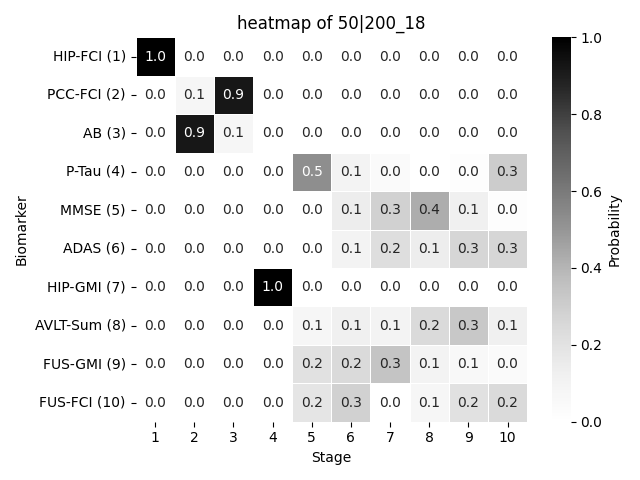 heatmap of 50|200_18
HIP-FCI (1) 1.0 0.0 0.0 0.0 0.0 0.0 0.0 0.0 0.0 0.0
PCC-FCI (2) 0.0 0.1 0.9 0.0 0.0 0.0 0.0 0.0 0.0 0.0
AB (3) 0.0 0.9 0.1 0.0 0.0 0.0 0.0 0.0 0.0 0.0
P-Tau (4) 0.0 0.0 0.0 0.0 0.5 0.1 0.0 0.0 0.0 0.3
MMSE (5) 0.0 0.0 0.0 0.0 0.0 0.1 0.3 0.4 0.1 0.0
ADAS (6) 0.0 0.0 0.0 0.0 0.0 0.1 0.2 0.1 0.3 0.3
HIP-GMI (7) 0.0 0.0 0.0 1.0 0.0 0.0 0.0 0.0 0.0 0.0
AVLT-Sum (8) 0.0 0.0 0.0 0.0 0.1 0.1 0.1 0.2 0.3 0.1
FUS-GMI (9) 0.0 0.0 0.0 0.0 0.2 0.2 0.3 0.1 0.1 0.0
FUS-FCI (10) 0.0 0.0 0.0 0.0 0.2 0.3 0.0 0.1 0.2 0.2
1 2 3 4 5 6 7 8 9 10
Stage
Biomarker
1.0
0.8
0.6
0.4
0.2
0.0
Probability